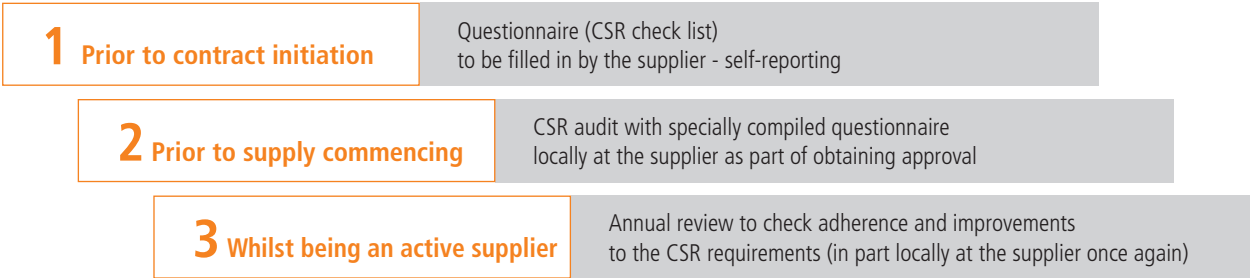 1 Prior to contract initiation
Questionnaire (CSR check list)
to be filled in by the supplier - self-reporting
2 Prior to supply commencing
CSR audit with specially compiled questionnaire
locally at the supplier as part of obtaining approval
3 Whilst being an active supplier
Annual review to check adherence and improvements
to the CSR requirements (in part locally at the supplier once again)